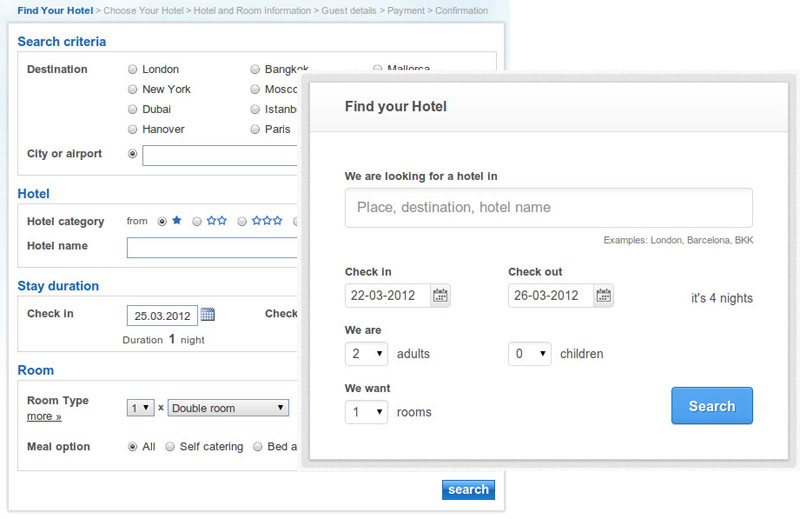 Find Your Hotel > Choose Your Hotel > Hotel and Room Information > Guest details > Payment > Confirmation
Search criteria
Destination London Bangkok Mallorca
New York
Dubai
Hanover Paris
City or airport
Hotel
Hotel category from
Hotel name
Stay duration
Check in 25.03.2012 Check
Duration 1 night
Room
Room Type 1 x Double room
more »
Meal option All Self catering Bed
search
Find your Hotel
We are looking for a hotel in
Place, destination, hotel name
Examples: London, Barcelona, BKK
Check in Check out
22-03-2012 26-03-2012 it's 4 nights
We are
2 adults 0 children
We want
1 rooms
Search